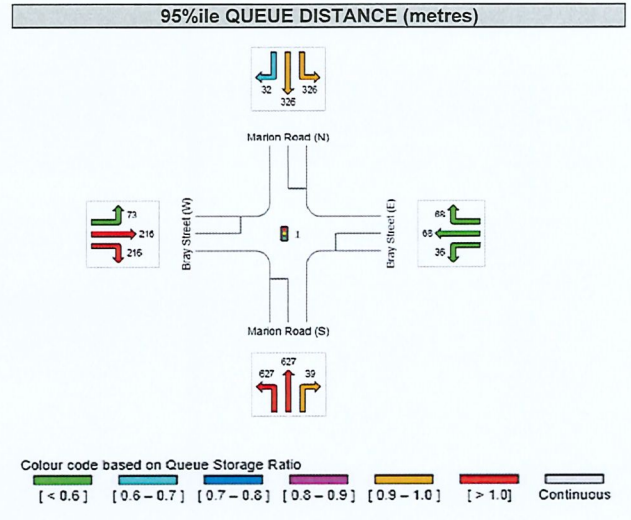 95%ile QUEUE DISTANCE (metres)
32
326
326
Marion Road (N)
73
216
216
Bray Street (W)
1
Bray Street (E)
68
68
36
Marion Road (S)
627
627
39
Colour code based on Queue Storage Ratio
[ < 0.6 ] [ 0.6 – 0.7 ] [ 0.7 – 0.8 ] [ 0.8 – 0.9 ] [ 0.9 – 1.0 ] [ > 1.0 ] Continuous